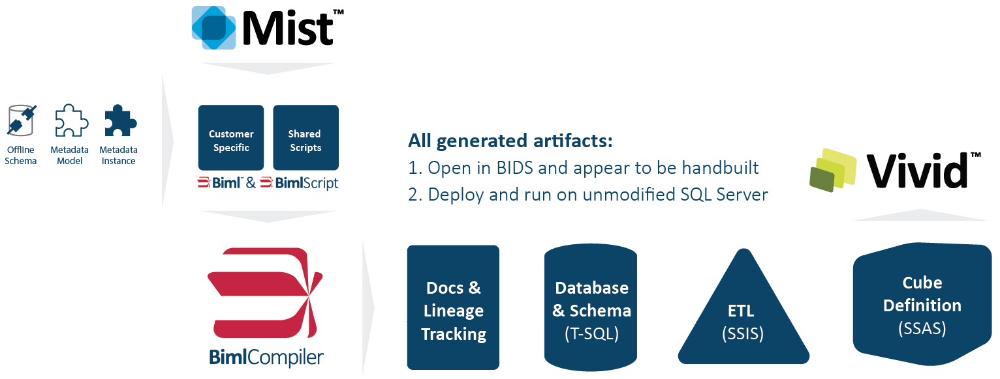 Mist™
Offline
Schema
Metadata
Model
Metadata
Instance
Customer
Specific
Shared
Scripts
Biml™ & BimlScript
All generated artifacts:
1. Open in BIDS and appear to be handbuilt
2. Deploy and run on unmodified SQL Server
Vivid™
BimlCompiler
Docs &
Lineage
Tracking
Database
& Schema
(T-SQL)
ETL
(SSIS)
Cube
Definition
(SSAS)